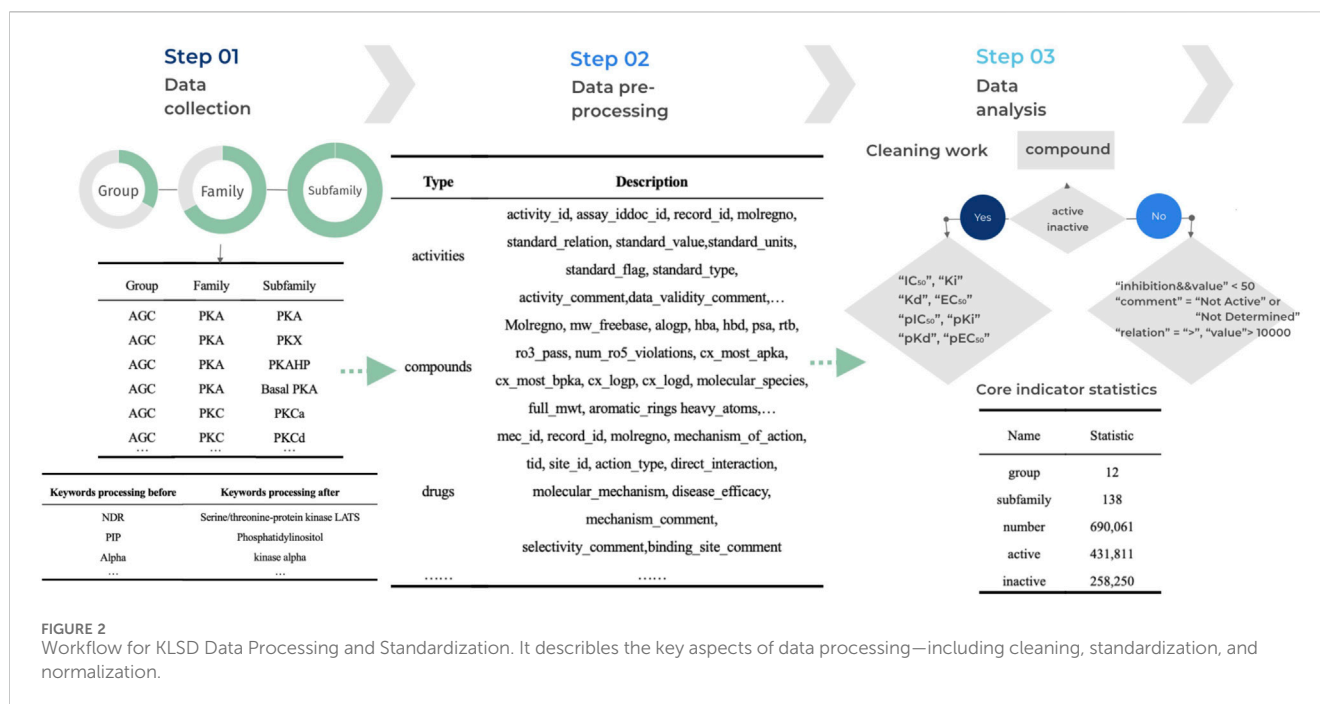 Step 01
Data
collection
Step 02
Data pre-
processing
Step 03
Data
analysis
Group
Family
Subfamily
Group Family Subfamily
AGC PKA PKA
AGC PKA PKX
AGC PKA PKAHP
AGC PKA Basal PKA
AGC PKC PKCa
AGC PKC PKCd
… … …
Keywords processing before Keywords processing after
NDR Serine/threonine-protein kinase LATS
PIP Phosphatidylinositol
Alpha kinase alpha
… …
Type Description
activities
activity_id, assay_iddoc_id, record_id, molregno,
standard_relation, standard_value,standard_units,
standard_flag, standard_type,
activity_comment,data_validity_comment,…
compounds
Molregno, mw_freebase, alogp, hba, hbd, psa, rtb,
ro3_pass, num_ro5_violations, cx_most_apka,
cx_most_bpka, cx_logp, cx_logd, molecular_species,
full_mwt, aromatic_rings heavy_atoms,…
drugs
mec_id, record_id, molregno, mechanism_of_action,
tid, site_id, action_type, direct_interaction,
molecular_mechanism, disease_efficacy,
mechanism_comment,
selectivity_comment,binding_site_comment
…… ……
Cleaning work
compound
Yes
active
inactive
No
“IC₅₀”, “Ki”
“Kd”, “EC₅₀”
“pIC₅₀”, “pKi”
“pKd”, “pEC₅₀”
“inhibition&&value” < 50
“comment” = “Not Active” or
“Not Determined”
“relation” = “>”, “value”> 10000
Core indicator statistics
Name Statistic
group 12
subfamily 138
number 690,061
active 431,811
inactive 258,250
FIGURE 2
Workflow for KLSD Data Processing and Standardization. It describles the key aspects of data processing—including cleaning, standardization, and
normalization.